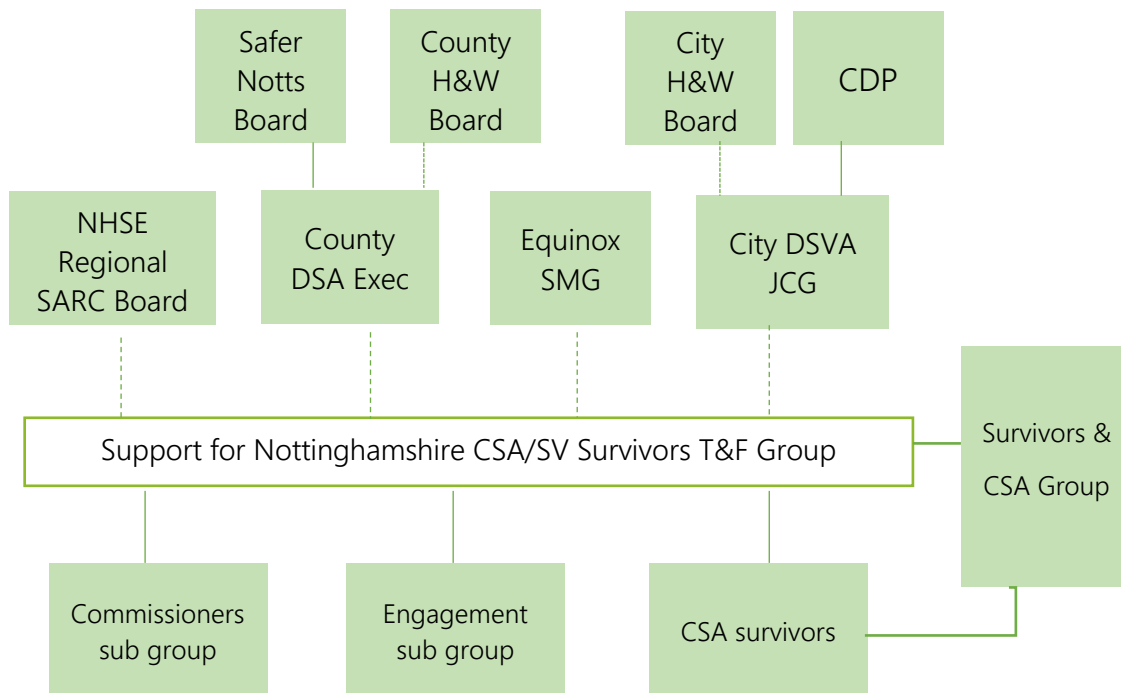 Safer
Notts
Board
County
H&W
Board
City
H&W
Board
CDP
NHSE
Regional
SARC Board
County
DSA Exec
Equinox
SMG
City DSVA
JCG
Support for Nottinghamshire CSA/SV Survivors T&F Group
Survivors &
CSA Group
Commissioners
sub group
Engagement
sub group
CSA survivors